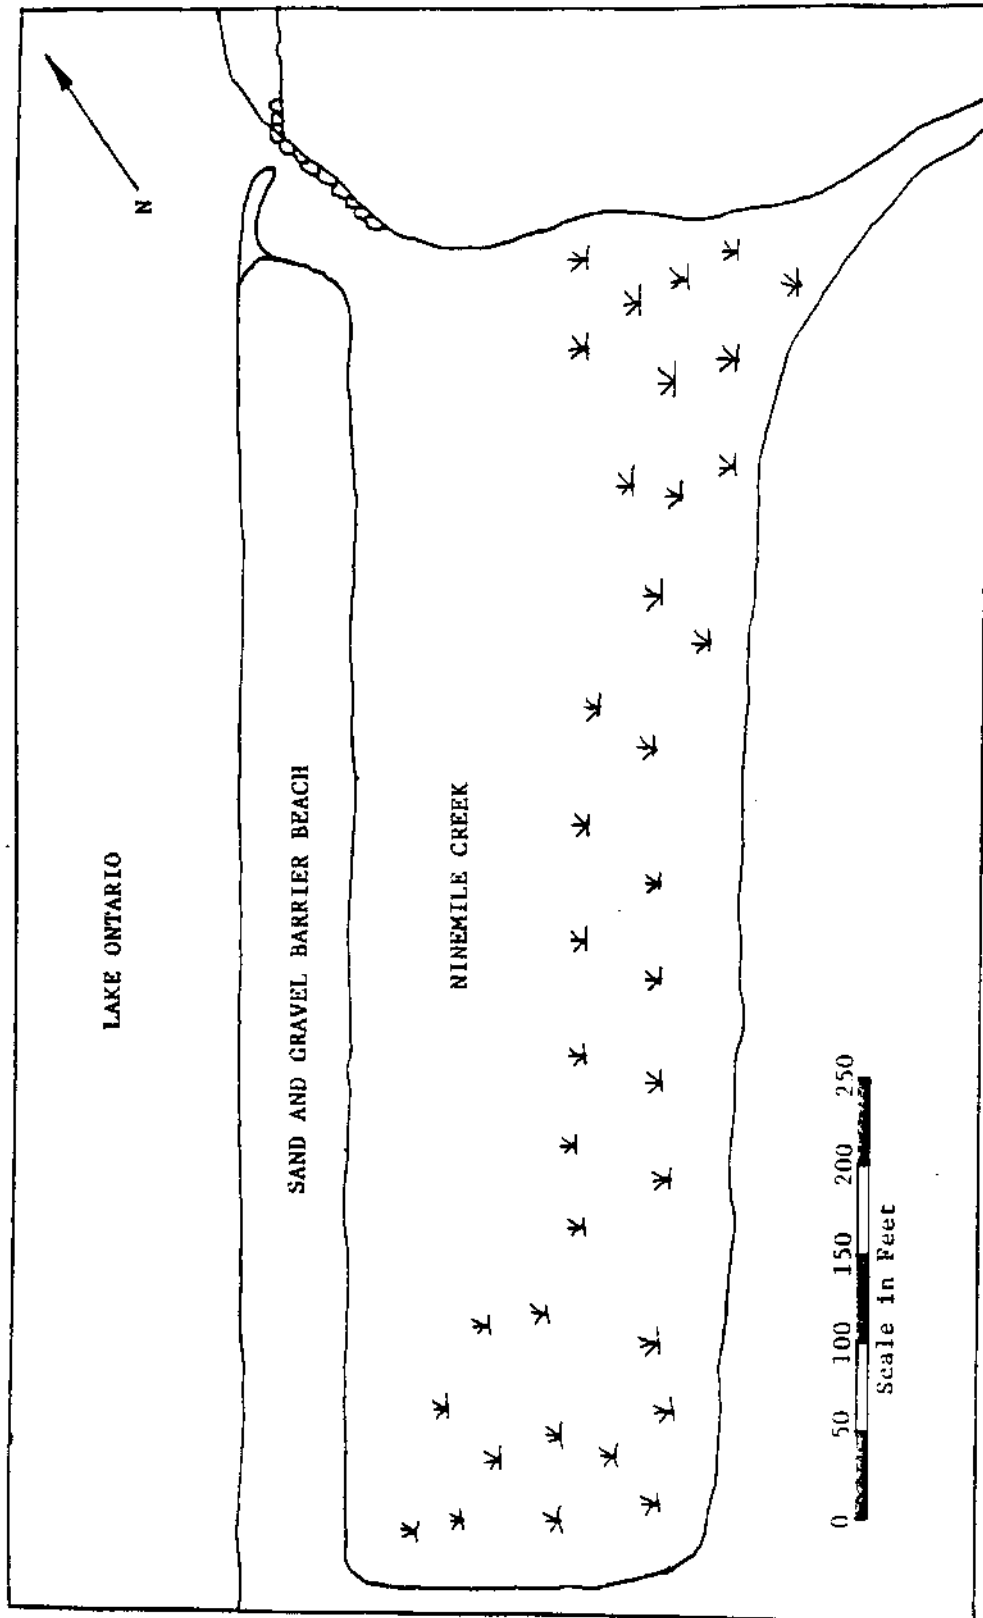 N
LAKE ONTARIO
SAND AND GRAVEL BARRIER BEACH
NINEMILE CREEK
0 50 100 150 200 250
Scale in Feet